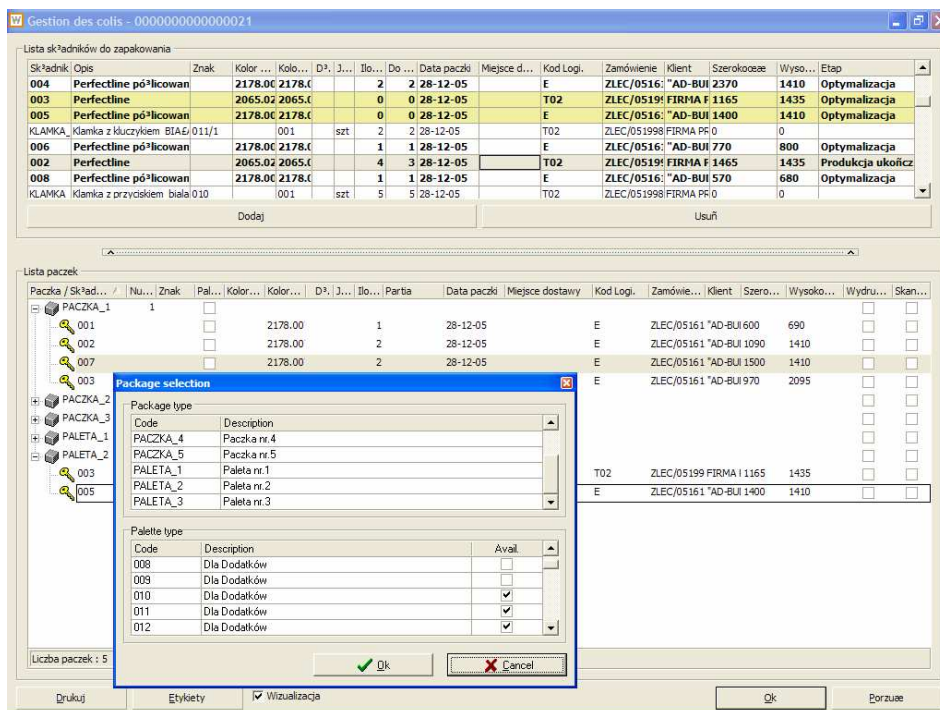 Gestion des colis - 0000000000000021
Lista sk³adników do zapakowania
Sk³adnik Opis Znak Kolor ... Kolo... D³. J... Ilo... Do ... Data paczki Miejsce d... Kod Logi. Zamówienie Klient Szerokoœæ Wyso... Etap
004 Perfectline pó³licowan 2178.00 2178.( 2 2 28-12-05 E ZLEC/0516: "AD-BUI 2370 1410 Optymalizacja
003 Perfectline 2065.02 2065.( 0 0 28-12-05 T02 ZLEC/0519! FIRMA F 1165 1435 Optymalizacja
005 Perfectline pó³licowan 2178.00 2178.( 0 0 28-12-05 E ZLEC/0516: "AD-BUI 1400 1410 Optymalizacja
KLAMKA_ Klamka z kluczykiem BIAŁ/ 011/1 001 szt 2 2 28-12-05 T02 ZLEC/051998 FIRMA PR 0 0
006 Perfectline pó³licowan 2178.00 2178.( 1 1 28-12-05 E ZLEC/0516: "AD-BUI 770 800 Optymalizacja
002 Perfectline 2065.02 2065.( 4 3 28-12-05 T02 ZLEC/0519! FIRMA F 1465 1435 Produkcja ukończ
008 Perfectline pó³licowan 2178.00 2178.( 1 1 28-12-05 E ZLEC/0516: "AD-BUI 570 680 Optymalizacja
KLAMKA Klamka z przyciskiem biala 010 001 szt 5 5 28-12-05 T02 ZLEC/051998 FIRMA PR 0 0
Dodaj Usuñ
Lista paczek
Paczka / Sk³ad... Nu... Znak Pal... Kolor... Kolor... D³. J... Ilo... Partia Data paczki Miejsce dostawy Kod Logi. Zamówie... Klient Szero... Wysoko... Wydru... Skan...
PACZKA_1 1
001 2178.00 1 28-12-05 E ZLEC/05161 "AD-BUI 600 690
002 2178.00 2 28-12-05 E ZLEC/05161 "AD-BUI 1090 1410
007 2178.00 2 28-12-05 E ZLEC/05161 "AD-BUI 1500 1410
003 E ZLEC/05161 "AD-BUI 970 2095
PACZKA_2
PACZKA_3
PALETA_1
PALETA_2
003 T02 ZLEC/05199 FIRMA I 1165 1435
005 E ZLEC/05161 "AD-BUI 1400 1410
Package selection
Package type
Code Description
PACZKA_4 Paczka nr.4
PACZKA_5 Paczka nr.5
PALETA_1 Paleta nr.1
PALETA_2 Paleta nr.2
PALETA_3 Paleta nr.3
Palette type
Code Description Avail.
008 Dla Dodatków
009 Dla Dodatków
010 Dla Dodatków
011 Dla Dodatków
012 Dla Dodatków
Ok Cancel
Liczba paczek : 5
Drukuj Etykiety Wizualizacja Ok Porzuæ